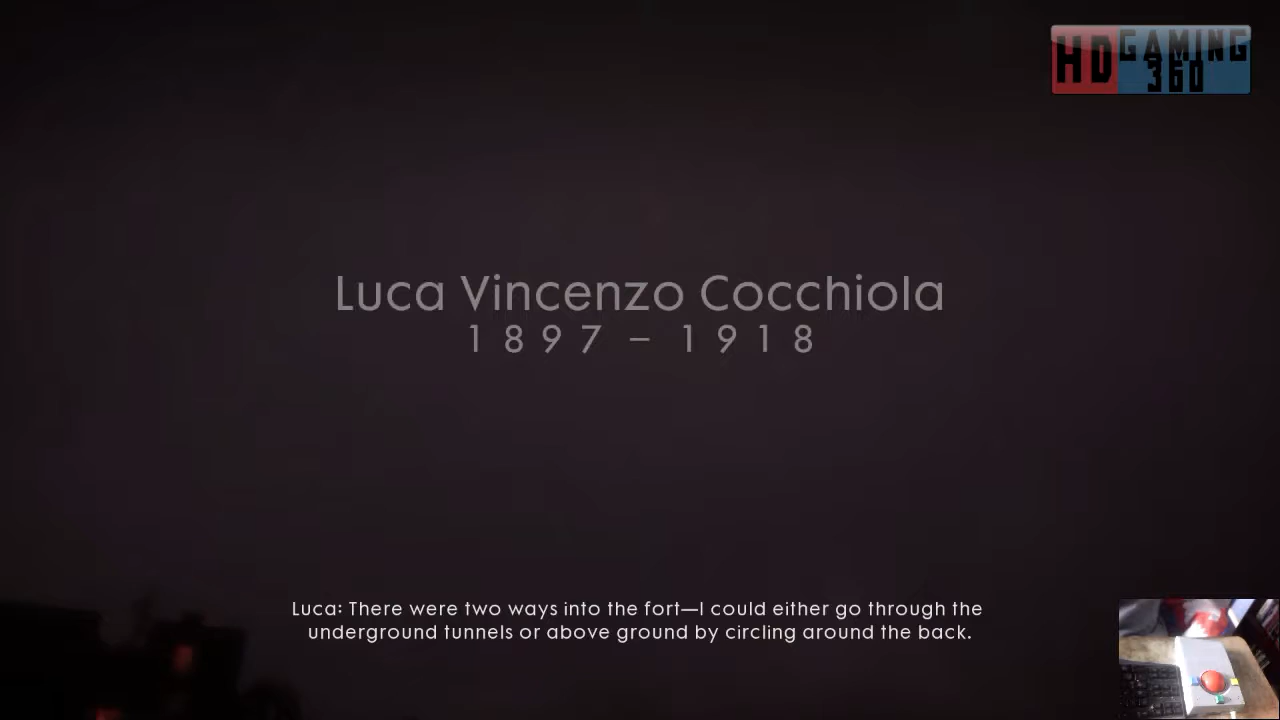 HD GAMING
360
Luca Vincenzo Cocchiola
1897 – 1918
Luca: There were two ways into the fort—I could either go through the
underground tunnels or above ground by circling around the back.